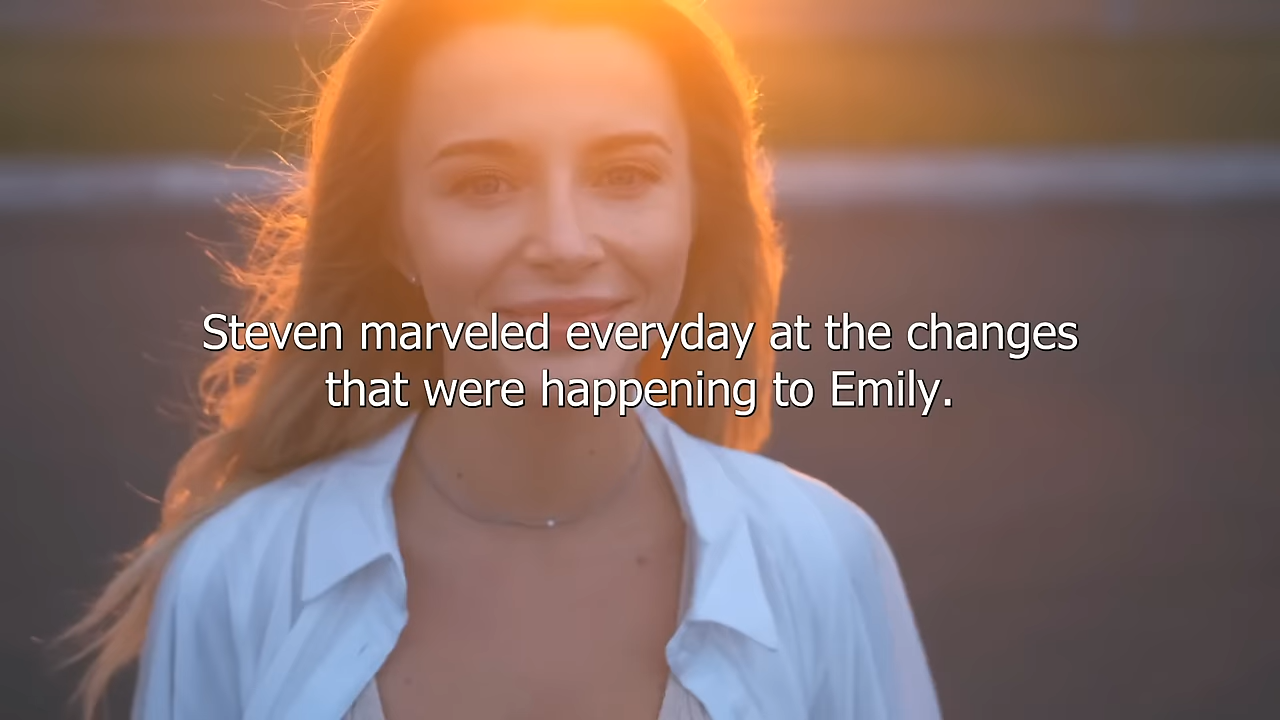 Steven marveled everyday at the changes
that were happening to Emily.